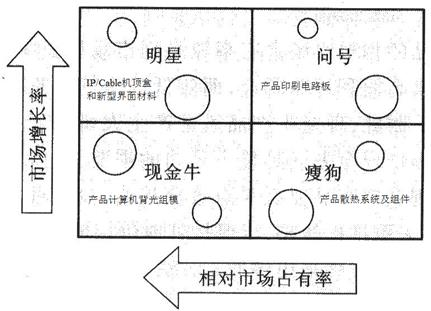 明星
IP/Cable机顶盒
和新型界面材料
问号
产品印刷电路板
现金牛
产品计算机背光组模
瘦狗
产品散热系统及组件
市场增长率
相对市场占有率